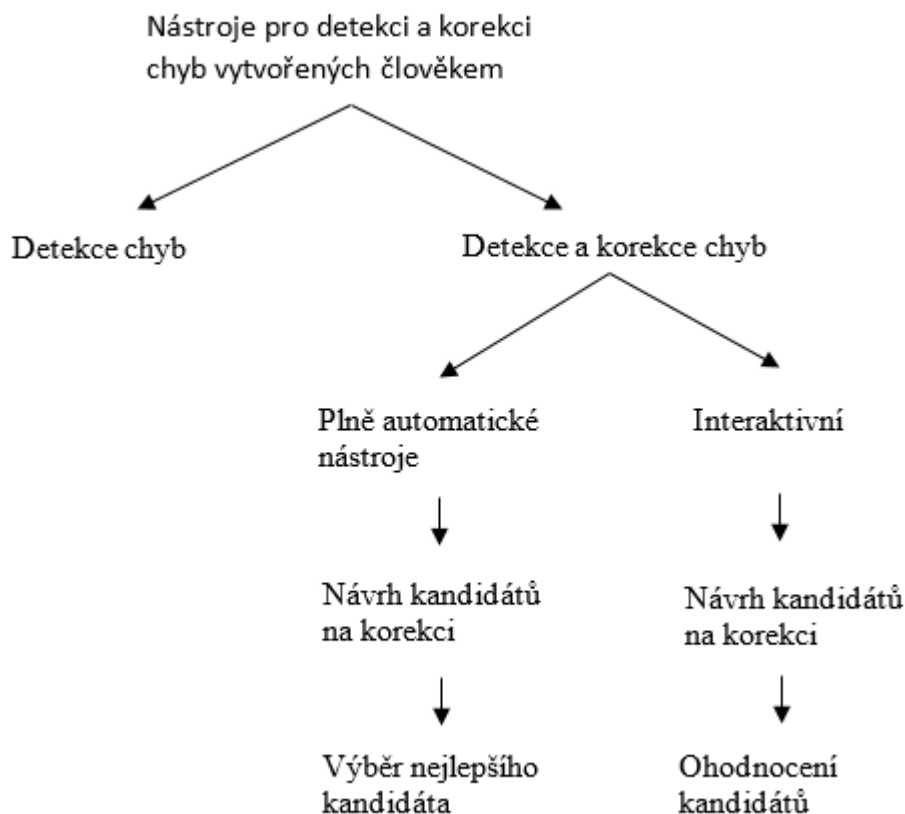 Nástroje pro detekci a korekci
chyb vytvořených člověkem
Detekce chyb
Detekce a korekce chyb
Plně automatické
nástroje
Interaktivní
Návrh kandidátů
na korekci
Návrh kandidátů
na korekci
Výběr nejlepšího
kandidáta
Ohodnocení
kandidátů